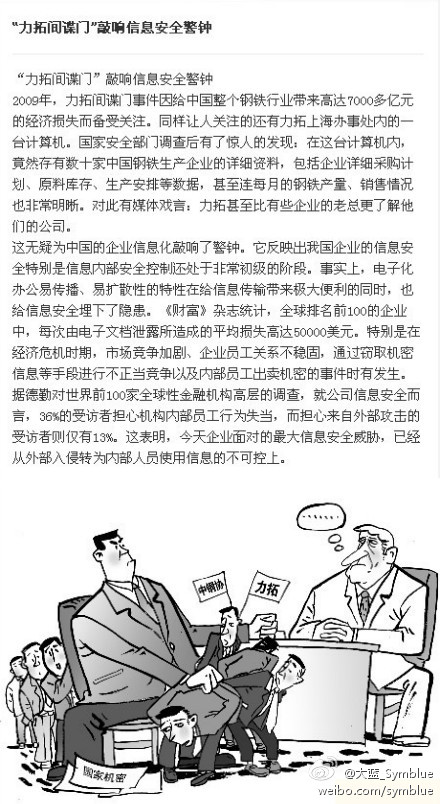 “力拓间谍门”敲响信息安全警钟
“力拓间谍门”敲响信息安全警钟
2009年，力拓间谍门事件因给中国整个钢铁行业带来高达7000多亿元
的经济损失而备受关注。同样让人关注的还有力拓上海办事处内的一
台计算机。国家安全部门调查后有了惊人的发现：在这台计算机内，
竟然存有数十家中国钢铁生产企业的详细资料，包括企业详细采购计
划、原料库存、生产安排等数据，甚至连每月的钢铁产量、销售情况
也非常明晰。对此有媒体戏言：力拓甚至比有些企业的老总更了解他
们的公司。
这无疑为中国的企业信息化敲响了警钟。它反映出我国企业的信息安
全特别是信息内部安全控制还处于非常初级的阶段。事实上，电子化
办公易传播、易扩散性的特性在给信息传输带来极大便利的同时，也
给信息安全埋下了隐患。《财富》杂志统计，全球排名前100的企业
中，每次由电子文档泄露所造成的平均损失高达50000美元。特别是在
经济危机时期，市场竞争加剧、企业员工关系不稳固，通过窃取机密
信息等手段进行不正当竞争以及内部员工出卖机密的事件时有发生。
据德勤对世界前100家全球性金融机构高层的调查，就公司信息安全而
言，36%的受访者担心机构内部员工行为失当，而担心来自外部攻击的
受访者则仅有13%。这表明，今天企业面对的最大信息安全威胁，已经
从外部入侵转为内部人员使用信息的不可控上。
中钢协
力拓
国家机密
@大蓝_Symblue
weibo.com/symblue